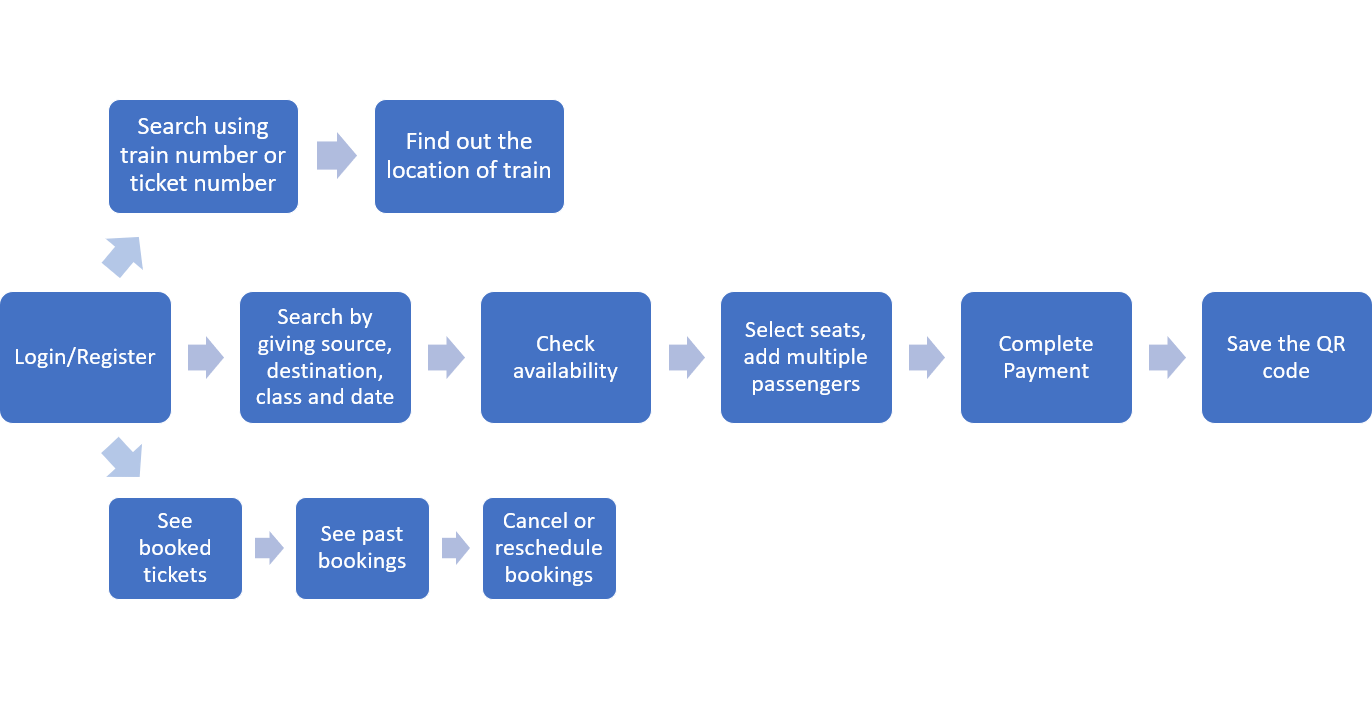 Search using
train number or
ticket number
Find out the
location of train
Login/Register
Search by
giving source,
destination,
class and date
Check
availability
Select seats,
add multiple
passengers
Complete
Payment
Save the QR
code
See
booked
tickets
See past
bookings
Cancel or
reschedule
bookings